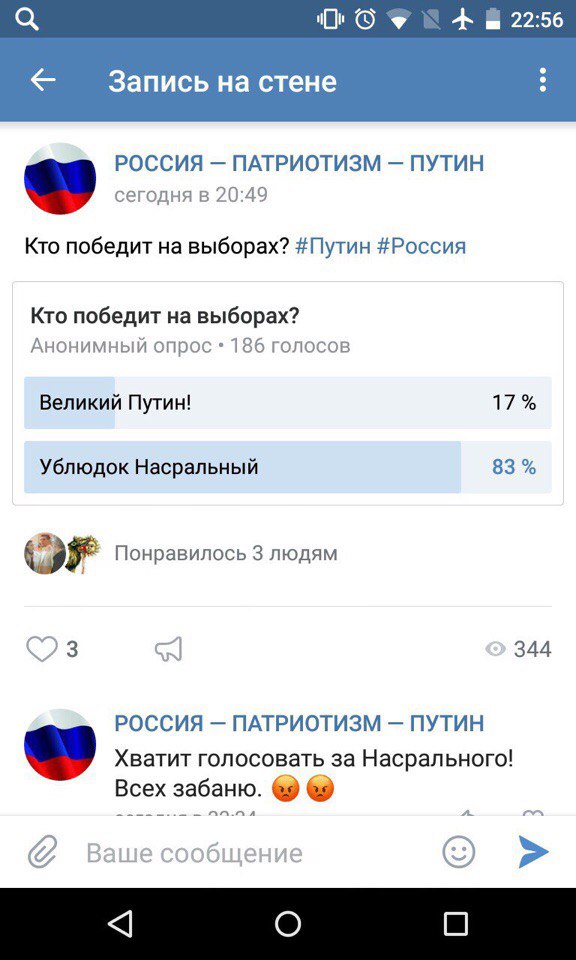 22:56
Запись на стене
РОССИЯ — ПАТРИОТИЗМ — ПУТИН
сегодня в 20:49
Кто победит на выборах? #Путин #Россия
Кто победит на выборах?
Анонимный опрос • 186 голосов
Великий Путин! 17 %
Ублюдок Насральный 83 %
Понравилось 3 людям
3 344
РОССИЯ — ПАТРИОТИЗМ — ПУТИН
Хватит голосовать за Насрального!
Всех забаню. 😡 😡
Ваше сообщение